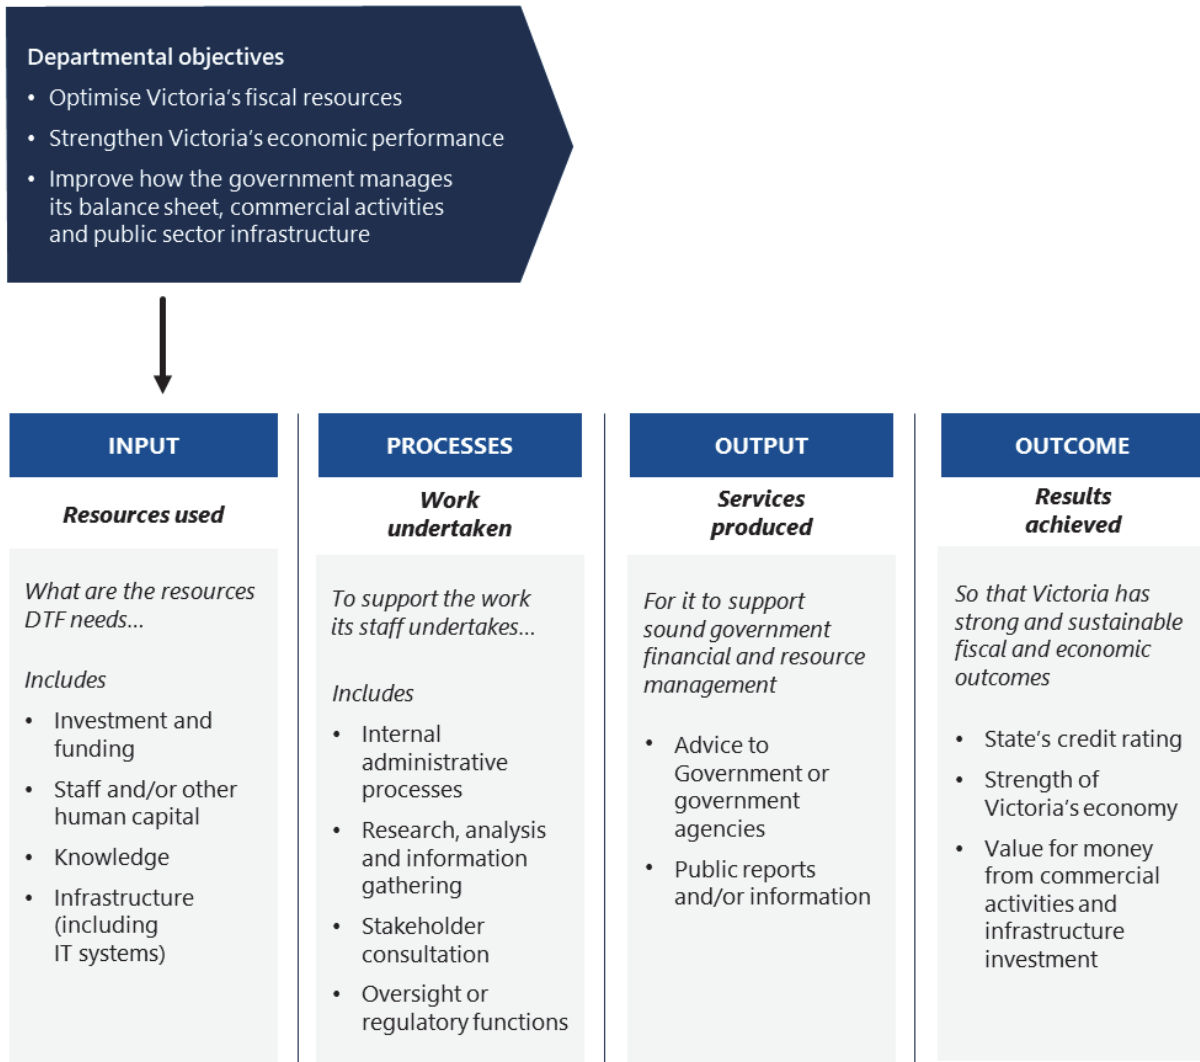 Departmental objectives
• Optimise Victoria's fiscal resources
• Strengthen Victoria's economic performance
• Improve how the government manages
its balance sheet, commercial activities
and public sector infrastructure
INPUT
Resources used
What are the resources
DTF needs...
Includes
• Investment and
funding
• Staff and/or other
human capital
• Knowledge
• Infrastructure
(including
IT systems)
PROCESSES
Work
undertaken
To support the work
its staff undertakes...
Includes
• Internal
administrative
processes
• Research, analysis
and information
gathering
• Stakeholder
consultation
• Oversight or
regulatory functions
OUTPUT
Services
produced
For it to support
sound government
financial and resource
management
• Advice to
Government or
government
agencies
• Public reports
and/or information
OUTCOME
Results
achieved
So that Victoria has
strong and sustainable
fiscal and economic
outcomes
• State's credit rating
• Strength of
Victoria's economy
• Value for money
from commercial
activities and
infrastructure
investment